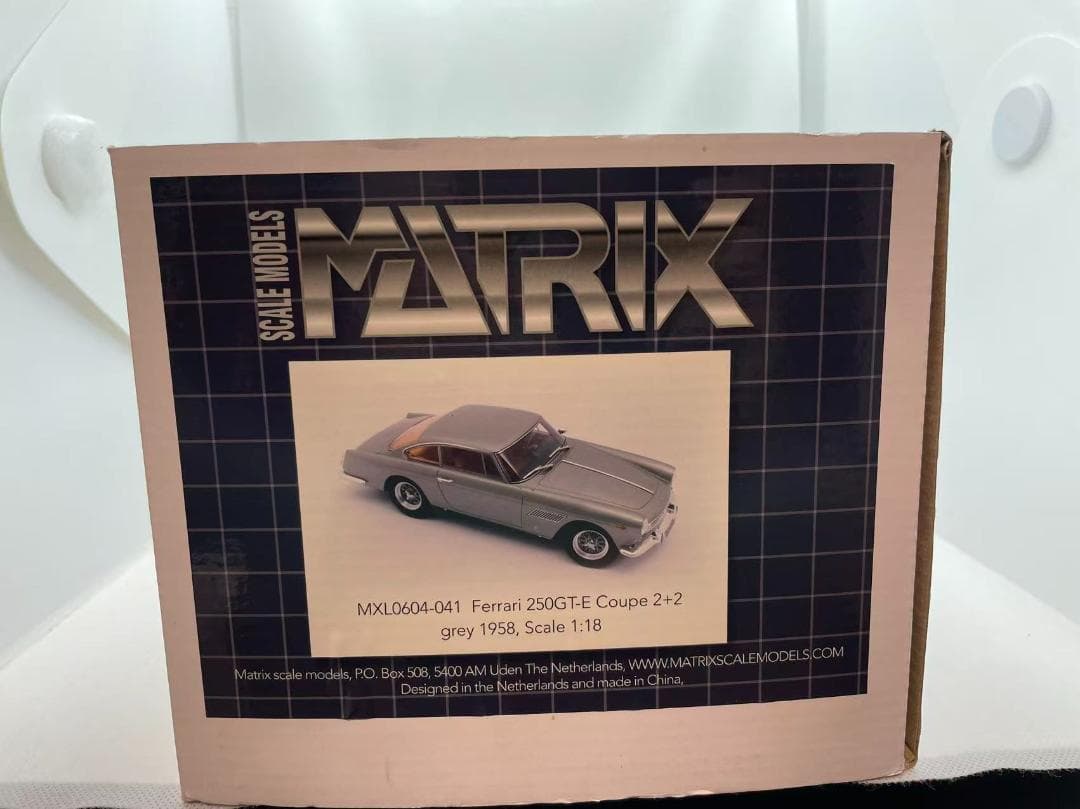 SCALE MODELS
MATRIX
MXL0604-041 Ferrari 250GT-E Coupe 2+2
grey 1958, Scale 1:18
Matrix scale models, P.O. Box 508, 5400 AM Uden The Netherlands, WWW.MATRIXSCALEMODELS.COM
Designed in the Netherlands and made in China,